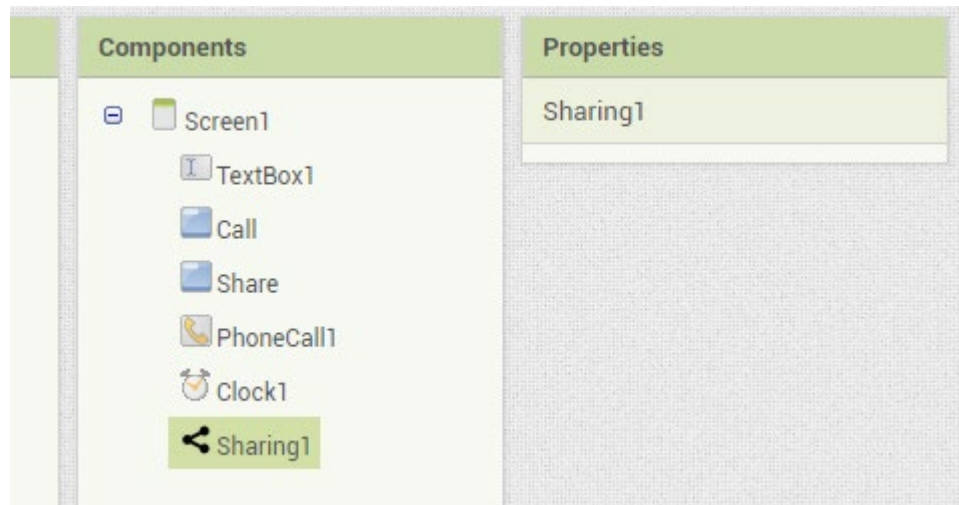 Components
Screen1
TextBox1
Call
Share
PhoneCall1
Clock1
Sharing1
Properties
Sharing1